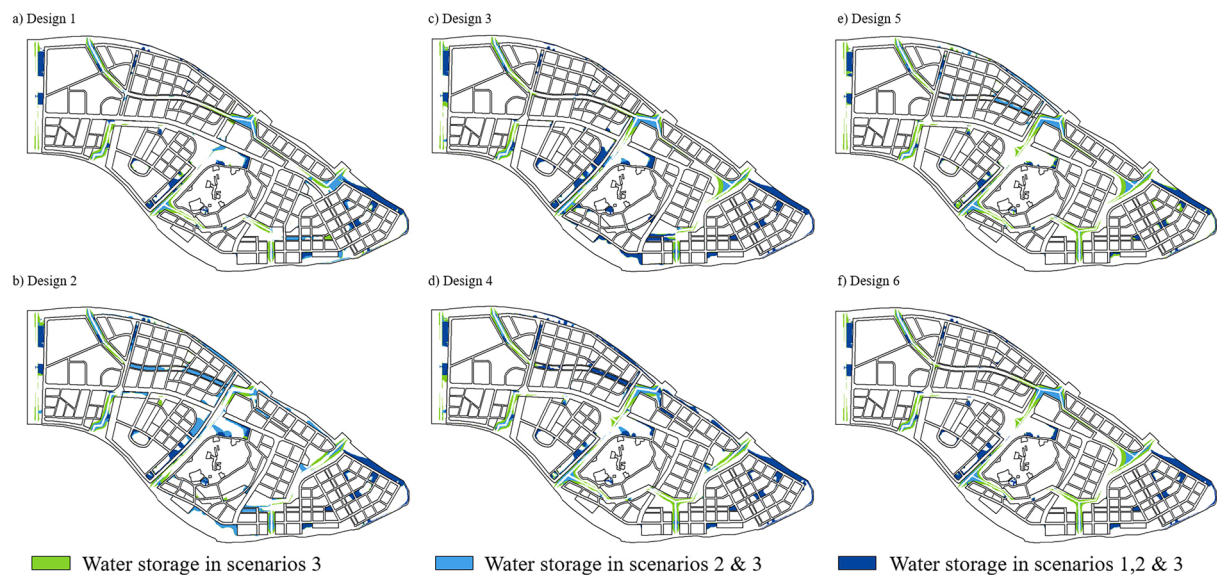 a) Design 1
c) Design 3
e) Design 5
b) Design 2
d) Design 4
f) Design 6
Water storage in scenarios 3
Water storage in scenarios 2 & 3
Water storage in scenarios 1,2 & 3